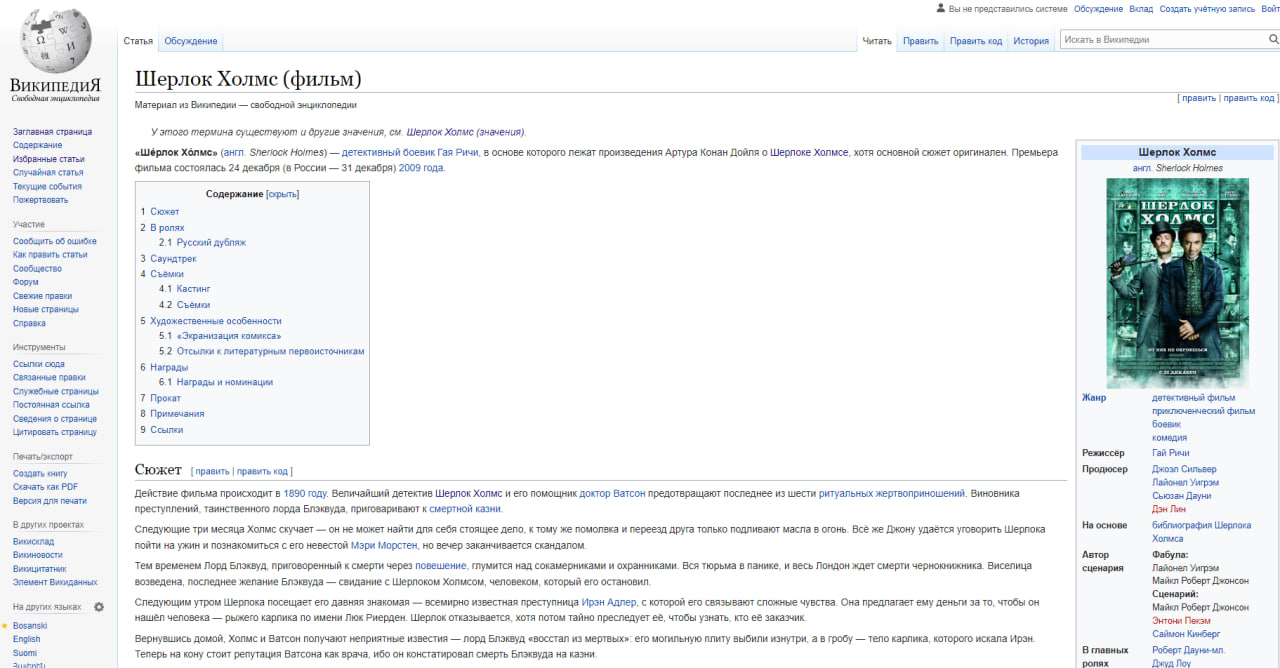 Вы не представились системе Обсуждение Вклад Создать учётную запись Войт
Статья Обсуждение Читать Править Править код История Искать в Википедии
ВИКИПЕДИЯ
Свободная энциклопедия
Заглавная страница
Содержание
Избранные статьи
Случайная статья
Текущие события
Пожертвовать
Участие
Сообщить об ошибке
Как править статьи
Сообщество
Форум
Свежие правки
Новые страницы
Справка
Инструменты
Ссылки сюда
Связанные правки
Служебные страницы
Постоянная ссылка
Сведения о странице
Цитировать страницу
Печать/экспорт
Создать книгу
Скачать как PDF
Версия для печати
В других проектах
Викисклад
Викиновости
Викицитатник
Элемент Викиданных
На других языках
Bosanski
English
Suomi
Հայերեն
Шерлок Холмс (фильм)
[ править | править код ]
Материал из Википедии — свободной энциклопедии
У этого термина существуют и другие значения, см. Шерлок Холмс (значения).
«Ше́рлок Хо́лмс» (англ. Sherlock Holmes) — детективный боевик Гая Ричи, в основе которого лежат произведения Артура Конан Дойля о Шерлоке Холмсе, хотя основной сюжет оригинален. Премьера
фильма состоялась 24 декабря (в России — 31 декабря) 2009 года.
Содержание [скрыть]
1 Сюжет
2 В ролях
2.1 Русский дубляж
3 Саундтрек
4 Съёмки
4.1 Кастинг
4.2 Съёмки
5 Художественные особенности
5.1 «Экранизация комикса»
5.2 Отсылки к литературным первоисточникам
6 Награды
6.1 Награды и номинации
7 Прокат
8 Примечания
9 Ссылки
Сюжет [ править | править код ]
Действие фильма происходит в 1890 году. Величайший детектив Шерлок Холмс и его помощник доктор Ватсон предотвращают последнее из шести ритуальных жертвоприношений. Виновника
преступлений, таинственного лорда Блэквуда, приговаривают к смертной казни.
Следующие три месяца Холмс скучает — он не может найти для себя стоящее дело, к тому же помолвка и переезд друга только подливают масла в огонь. Всё же Джону удаётся уговорить Шерлока
пойти на ужин и познакомиться с его невестой Мэри Морстен, но вечер заканчивается скандалом.
Тем временем Лорд Блэквуд, приговоренный к смерти через повешение, глумится над сокамерниками и охранниками. Вся тюрьма в панике, и весь Лондон ждет смерти чернокнижника. Виселица
возведена, последнее желание Блэквуда — свидание с Шерлоком Холмсом, человеком, который его остановил.
Следующим утром Шерлока посещает его давняя знакомая — всемирно известная преступница Ирэн Адлер, с которой его связывают сложные чувства. Она предлагает ему деньги за то, чтобы он
нашёл человека — рыжего карлика по имени Люк Риерден. Шерлок отказывается, хотя потом тайно преследует её, чтобы узнать, кто её заказчик.
Вернувшись домой, Холмс и Ватсон получают неприятные известия — лорд Блэквуд «восстал из мертвых»: его могильную плиту выбили изнутри, а в гробу — тело карлика, которого искала Ирэн.
Теперь на кону стоит репутация Ватсона как врача, ибо он констатировал смерть Блэквуда на казни.
Шерлок Холмс
англ. Sherlock Holmes
ШЕРЛОК
ХОЛМС
ОТ НИХ НЕ СКРОЕШЬСЯ
Жанр детективный фильм
приключенческий фильм
боевик
комедия
Режиссёр Гай Ричи
Продюсер Джоэл Сильвер
Лайонел Уигрэм
Сьюзан Дауни
Дэн Лин
На основе библиография Шерлока
Холмса
Автор Фабула:
сценария Лайонел Уигрэм
Майкл Роберт Джонсон
Сценарий:
Майкл Роберт Джонсон
Энтони Пекэм
Саймон Кинберг
В главных Роберт Дауни-мл.
ролях Джуд Лоу